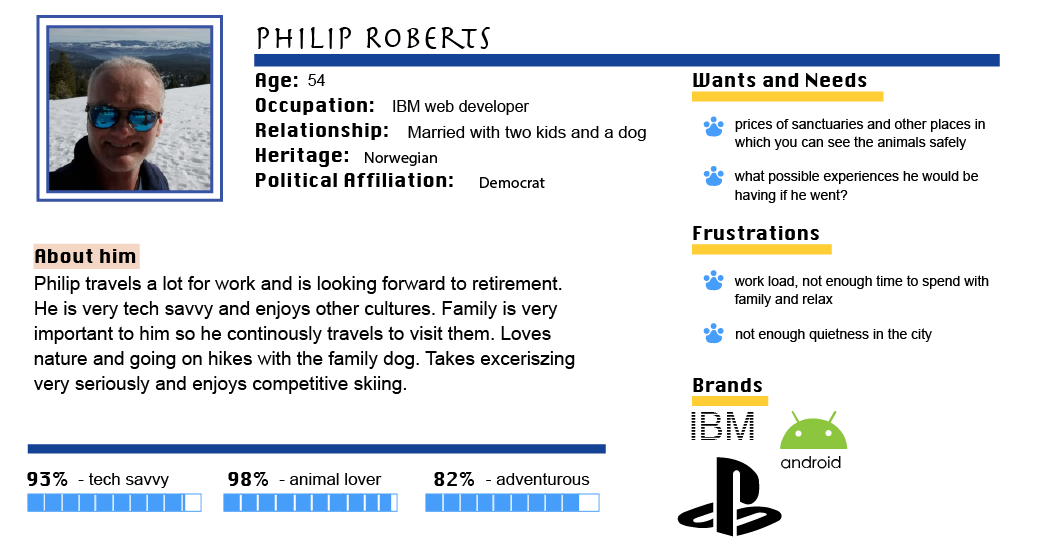 PHILIP ROBERTS
Age: 54
Occupation: IBM web developer
Relationship: Married with two kids and a dog
Heritage: Norwegian
Political Affiliation: Democrat
About him
Philip travels a lot for work and is looking forward to retirement.
He is very tech savvy and enjoys other cultures. Family is very
important to him so he continously travels to visit them. Loves
nature and going on hikes with the family dog. Takes exceriszing
very seriously and enjoys competitive skiing.
93% - tech savvy
98% - animal lover
82% - adventurous
Wants and Needs
prices of sanctuaries and other places in
which you can see the animals safely
what possible experiences he would be
having if he went?
Frustrations
work load, not enough time to spend with
family and relax
not enough quietness in the city
Brands
IBM
android